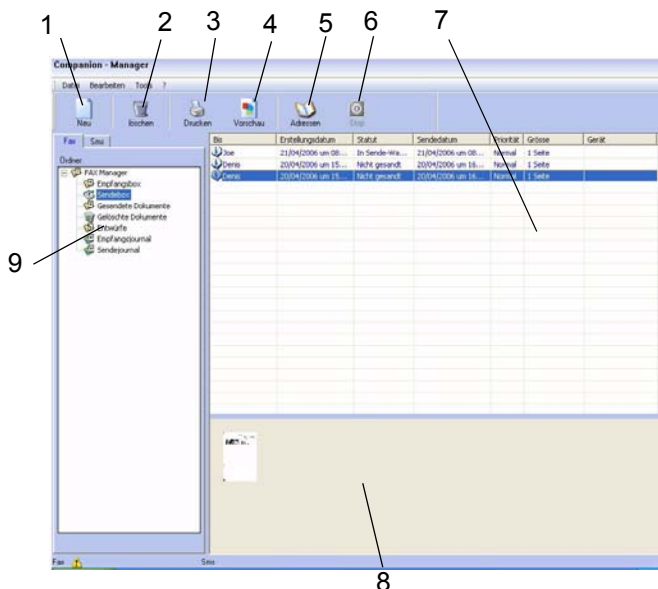 1 2 3 4 5 6 7
Companion - Manager
Datei Bearbeiten Tools ?
Neu löschen Drucken Vorschau Adressen Stop
Fax Sms
Ordner
FAX Manager
Empfangsbox
Sendebox
Gesendete Dokumente
Gelöschte Dokumente
Entwürfe
Empfangsjournal
Sendejournal
Bis Erstellungsdatum Statut Sendedatum Priorität Grösse Gerät
Joe 21/04/2006 um 08... In Sende-Wa... 21/04/2006 um 08... Normal 1 Seite
Denis 20/04/2006 um 15... Nicht gesandt 20/04/2006 um 16... Normal 1 Seite
Denis 20/04/2006 um 15... Nicht gesandt 20/04/2006 um 16... Normal 1 Seite
9
Fax Sms
8